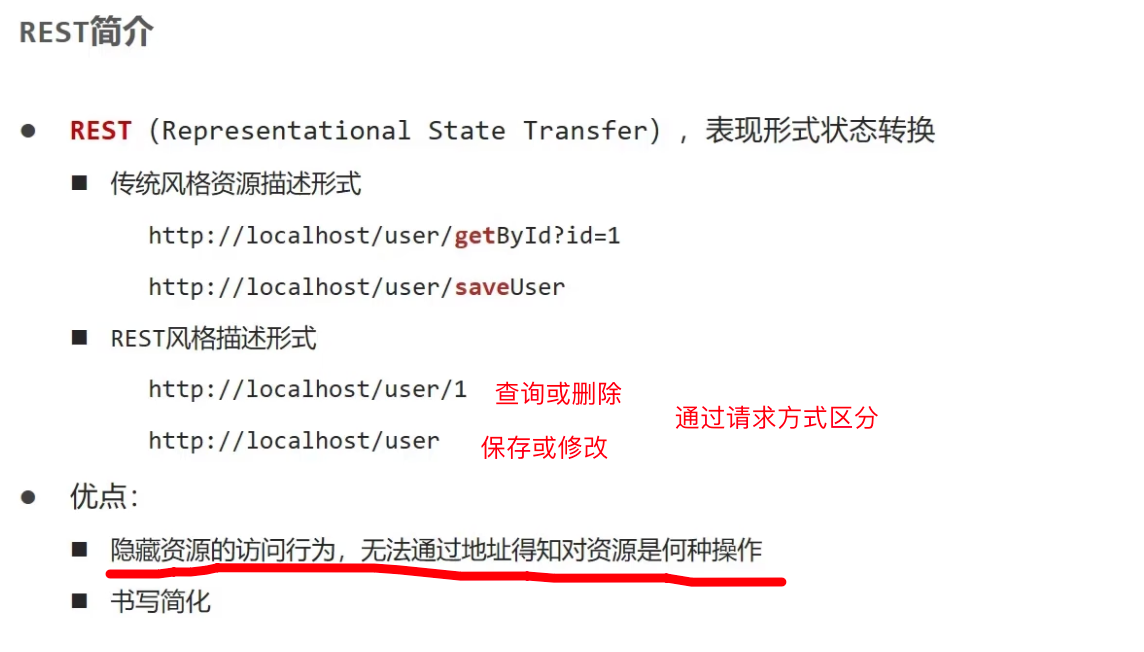 REST简介
REST（Representational State Transfer），表现形式状态转换
传统风格资源描述形式
http://localhost/user/getById?id=1
http://localhost/user/saveUser
REST风格描述形式
http://localhost/user/1 查询或删除
通过请求方式区分
http://localhost/user 保存或修改
优点：
隐藏资源的访问行为，无法通过地址得知对资源是何种操作
书写简化